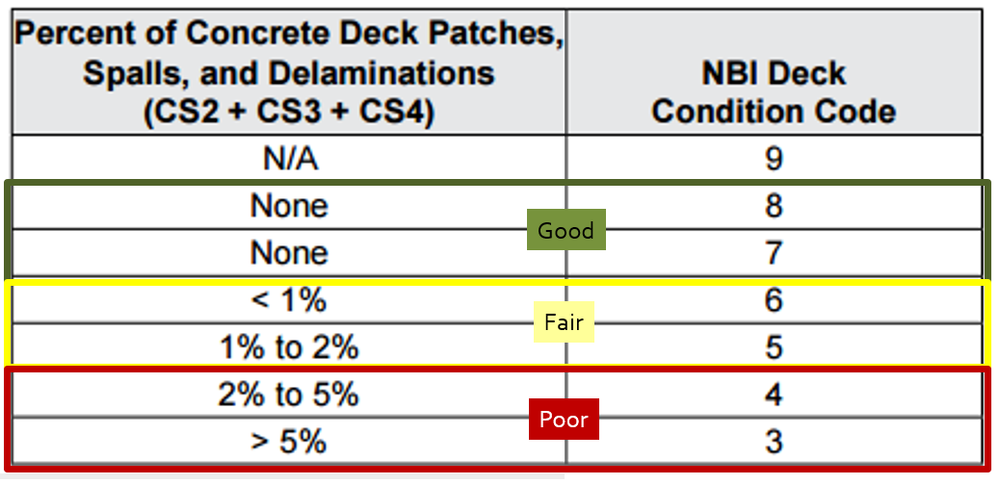 Percent of Concrete Deck Patches,
Spalls, and Delaminations
(CS2 + CS3 + CS4)
NBI Deck
Condition Code
N/A 9
None 8
Good
None 7
< 1% 6
Fair
1% to 2% 5
2% to 5% 4
Poor
> 5% 3